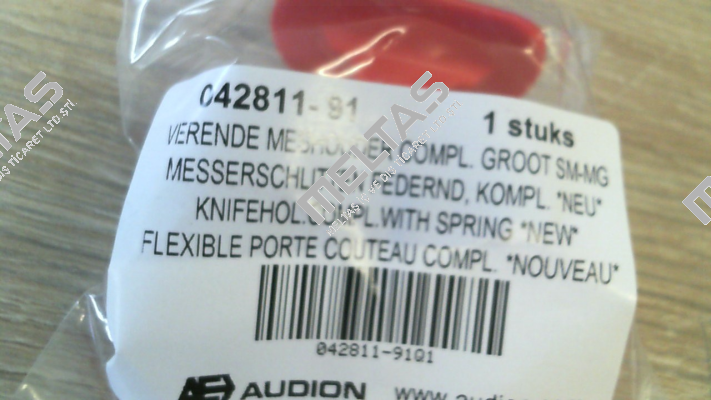 042811-91 1 stuks
VERENDE MESHOUDER COMPL. GROOT SM-MG
MESSERSCHLITTEN FEDERND, KOMPL. *NEU*
KNIFEHOL.COMPL.WITH SPRING *NEW*
FLEXIBLE PORTE COUTEAU COMPL. *NOUVEAU*
042811-91Q1
AUDION
MELTAS